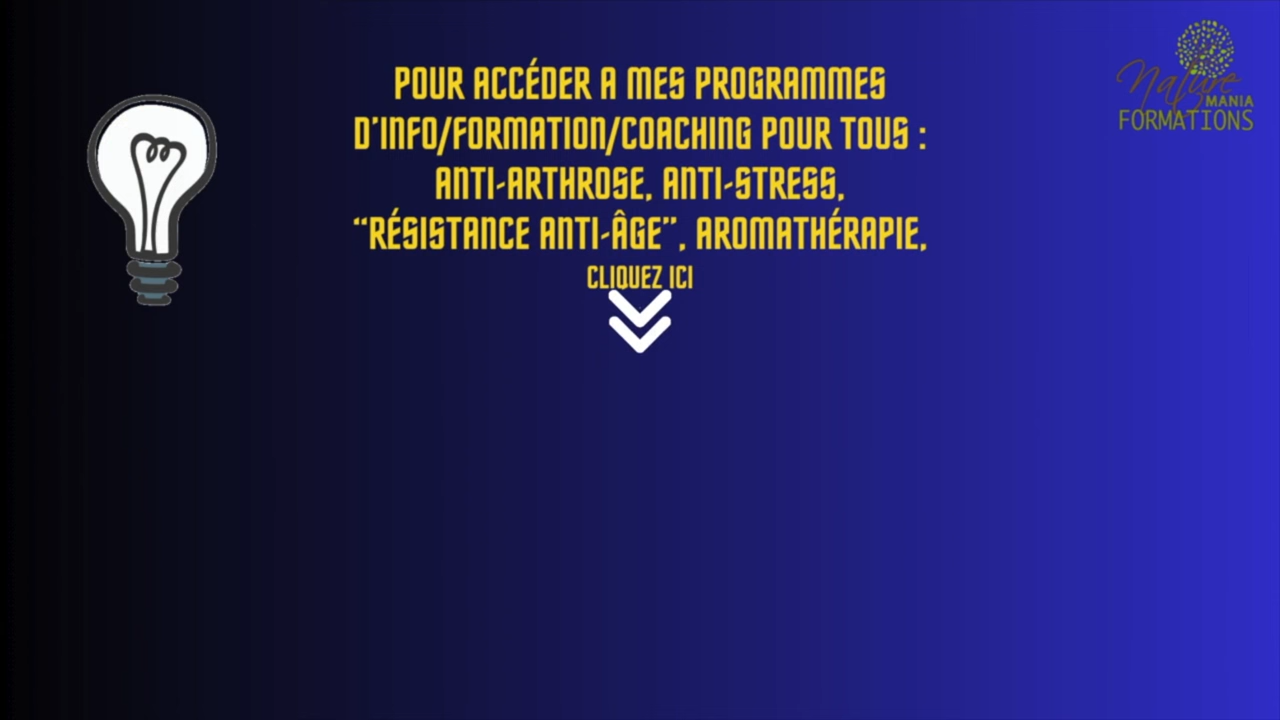 POUR ACCÉDER A MES PROGRAMMES
D'INFO/FORMATION/COACHING POUR TOUS :
ANTI-ARTHROSE, ANTI-STRESS,
“RÉSISTANCE ANTI-ÂGE”, AROMATHÉRAPIE,
CLIQUEZ ICI
Nature
MANIA
FORMATIONS